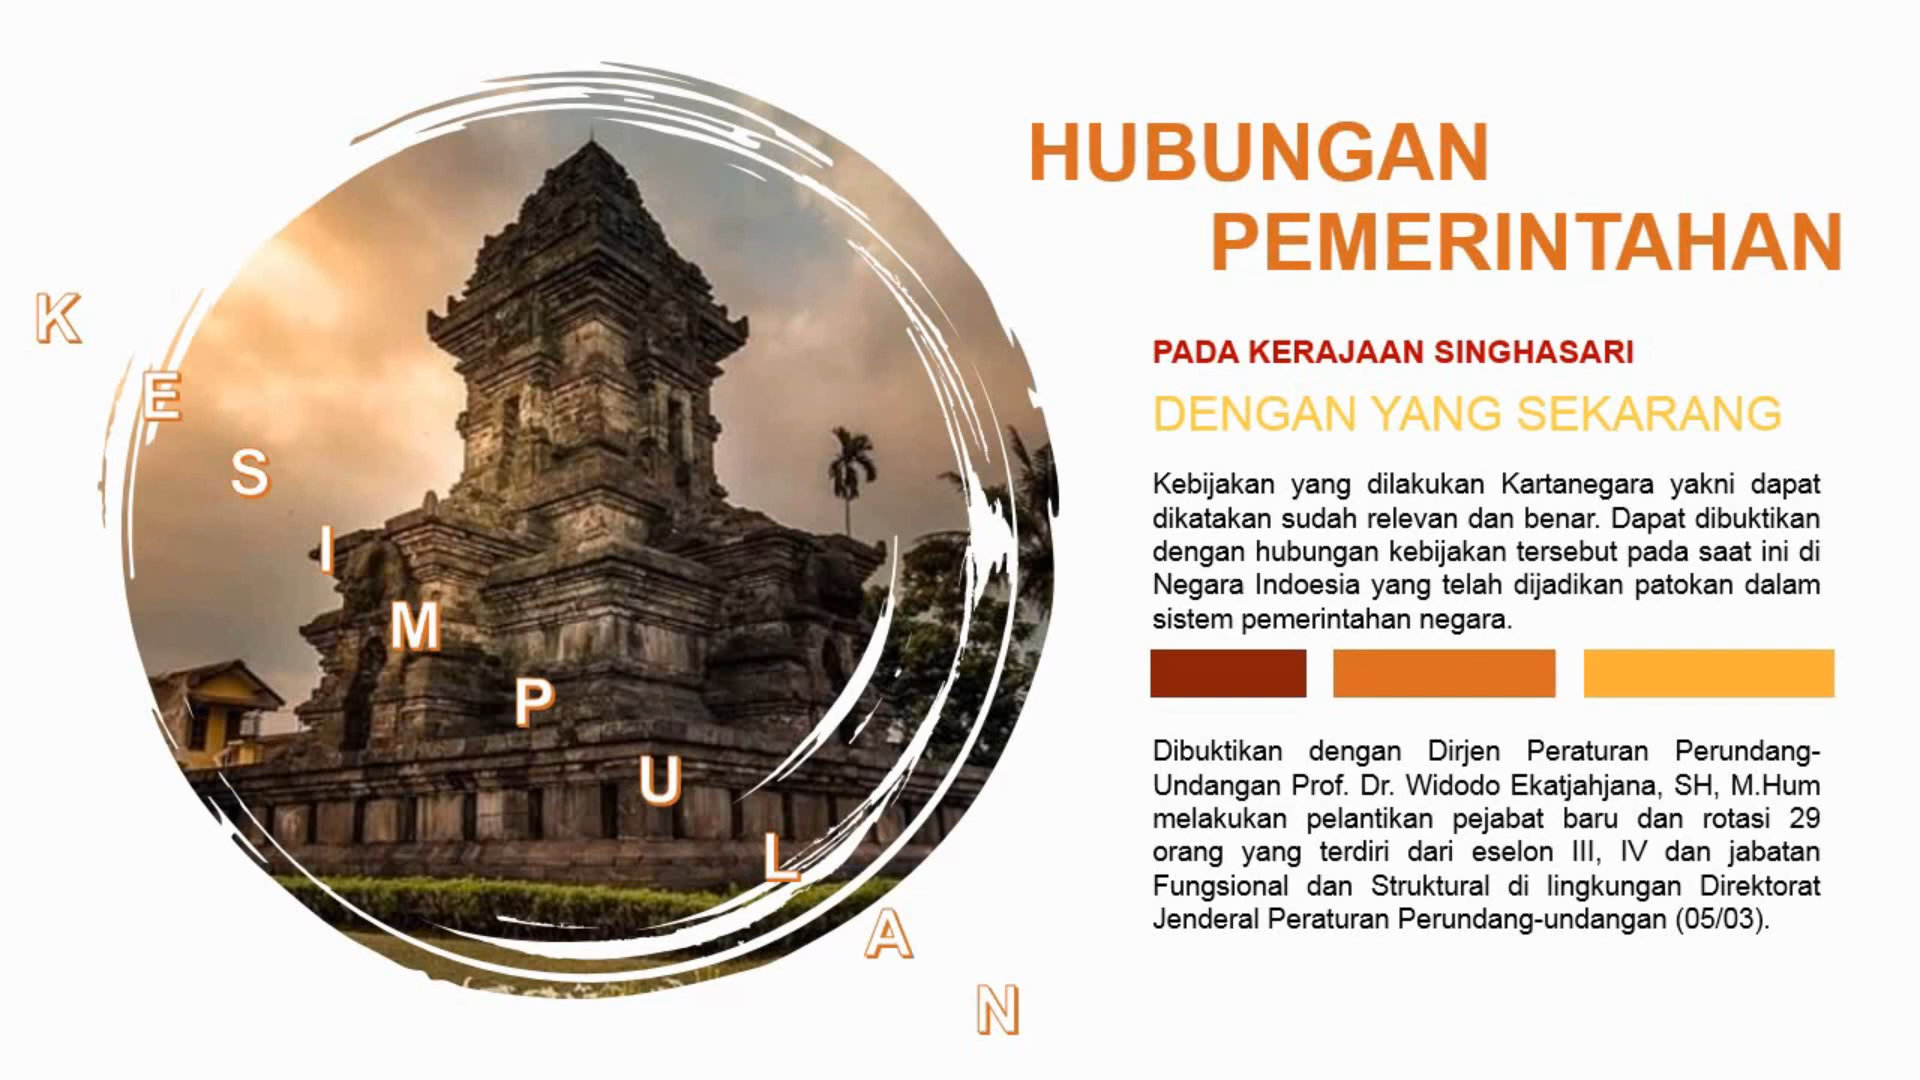 KESIMPULAN
HUBUNGAN
PEMERINTAHAN
PADA KERAJAAN SINGHASARI
DENGAN YANG SEKARANG
Kebijakan yang dilakukan Kartanegara yakni dapat
dikatakan sudah relevan dan benar. Dapat dibuktikan
dengan hubungan kebijakan tersebut pada saat ini di
Negara Indoesia yang telah dijadikan patokan dalam
sistem pemerintahan negara.
Dibuktikan dengan Dirjen Peraturan Perundang-
Undangan Prof. Dr. Widodo Ekatjahjana, SH, M.Hum
melakukan pelantikan pejabat baru dan rotasi 29
orang yang terdiri dari eselon III, IV dan jabatan
Fungsional dan Struktural di lingkungan Direktorat
Jenderal Peraturan Perundang-undangan (05/03).